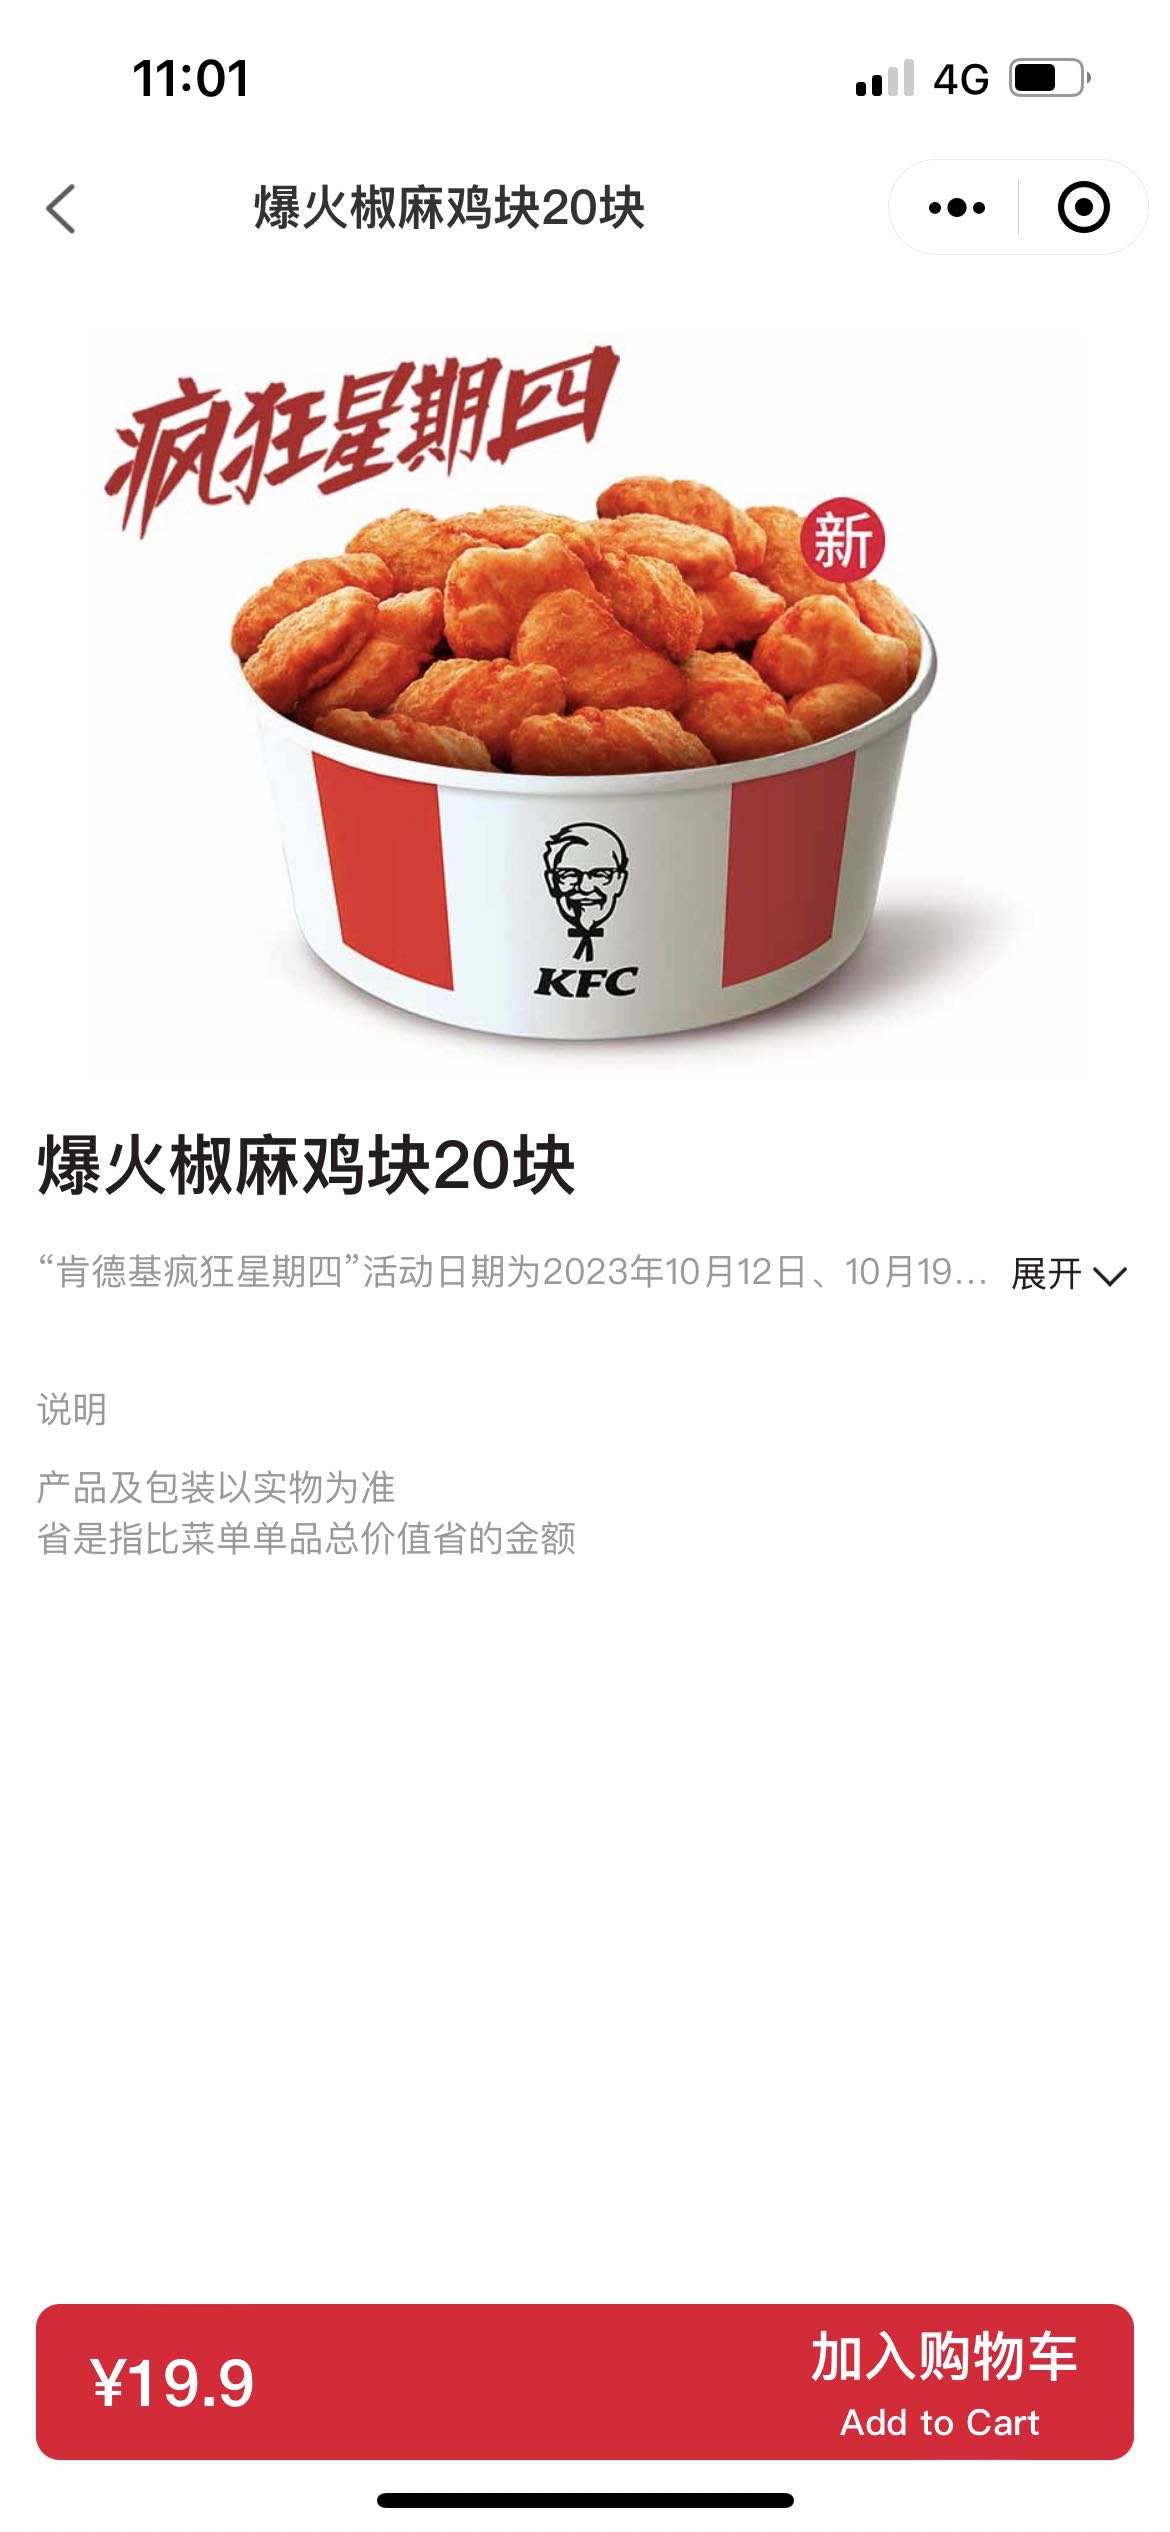 11:01
4G
爆火椒麻鸡块20块
疯狂星期四
新
KFC
爆火椒麻鸡块20块
“肯德基疯狂星期四”活动日期为2023年10月12日、10月19...
展开
说明
产品及包装以实物为准
省是指比菜单单品总价值省的金额
¥19.9
加入购物车
Add to Cart